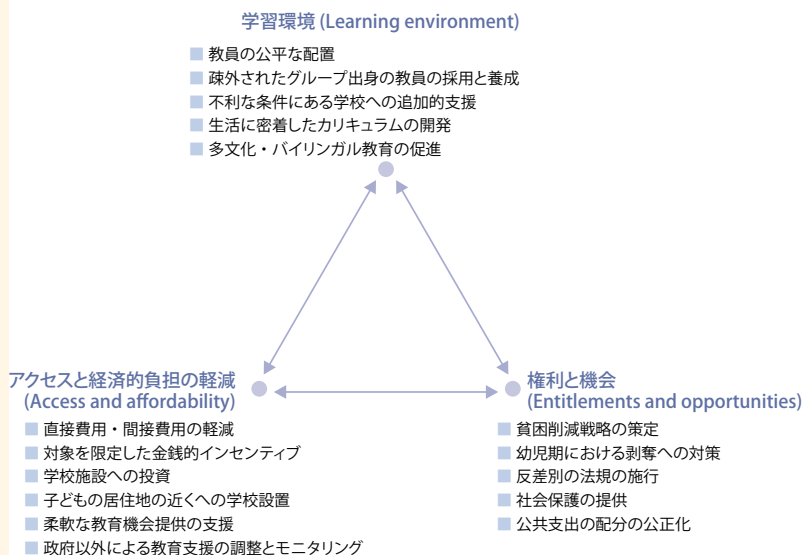 学習環境 (Learning environment)
■ 教員の公平な配置
■ 疎外されたグループ出身の教員の採用と養成
■ 不利な条件にある学校への追加的支援
■ 生活に密着したカリキュラムの開発
■ 多文化・バイリンガル教育の促進
アクセスと経済的負担の軽減
(Access and affordability)
■ 直接費用・間接費用の軽減
■ 対象を限定した金銭的インセンティブ
■ 学校施設への投資
■ 子どもの居住地の近くへの学校設置
■ 柔軟な教育機会提供の支援
■ 政府以外による教育支援の調整とモニタリング
権利と機会
(Entitlements and opportunities)
■ 貧困削減戦略の策定
■ 幼児期における剥奪への対策
■ 反差別の法規の施行
■ 社会保護の提供
■ 公共支出の配分の公正化